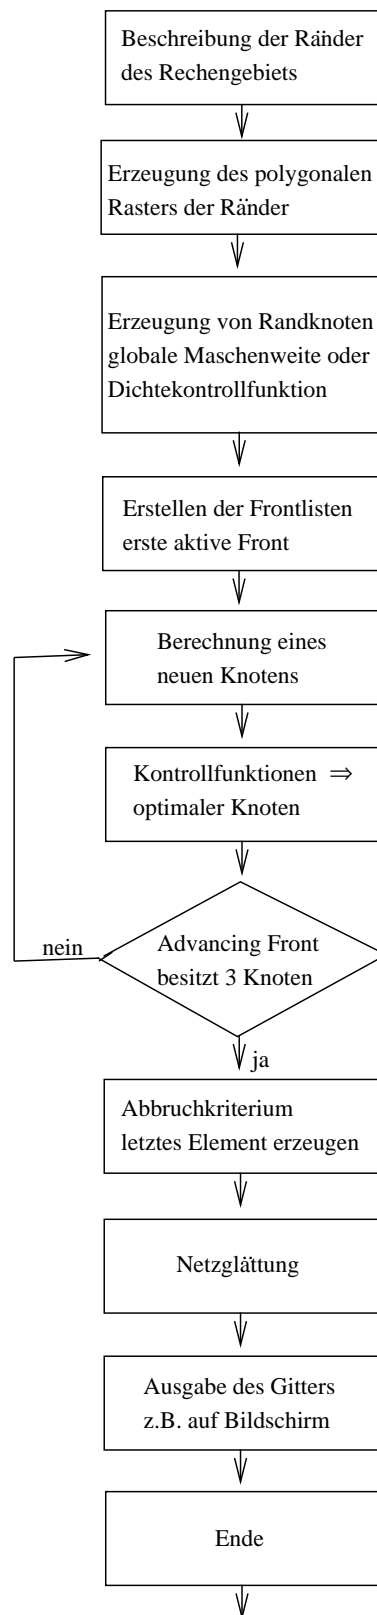 Beschreibung der Ränder
des Rechengebiets
Erzeugung des polygonalen
Rasters der Ränder
Erzeugung von Randknoten
globale Maschenweite oder
Dichtekontrollfunktion
Erstellen der Frontlisten
erste aktive Front
Berechnung eines
neuen Knotens
Kontrollfunktionen ⇒
optimaler Knoten
nein
Advancing Front
besitzt 3 Knoten
ja
Abbruchkriterium
letztes Element erzeugen
Netzglättung
Ausgabe des Gitters
z.B. auf Bildschirm
Ende